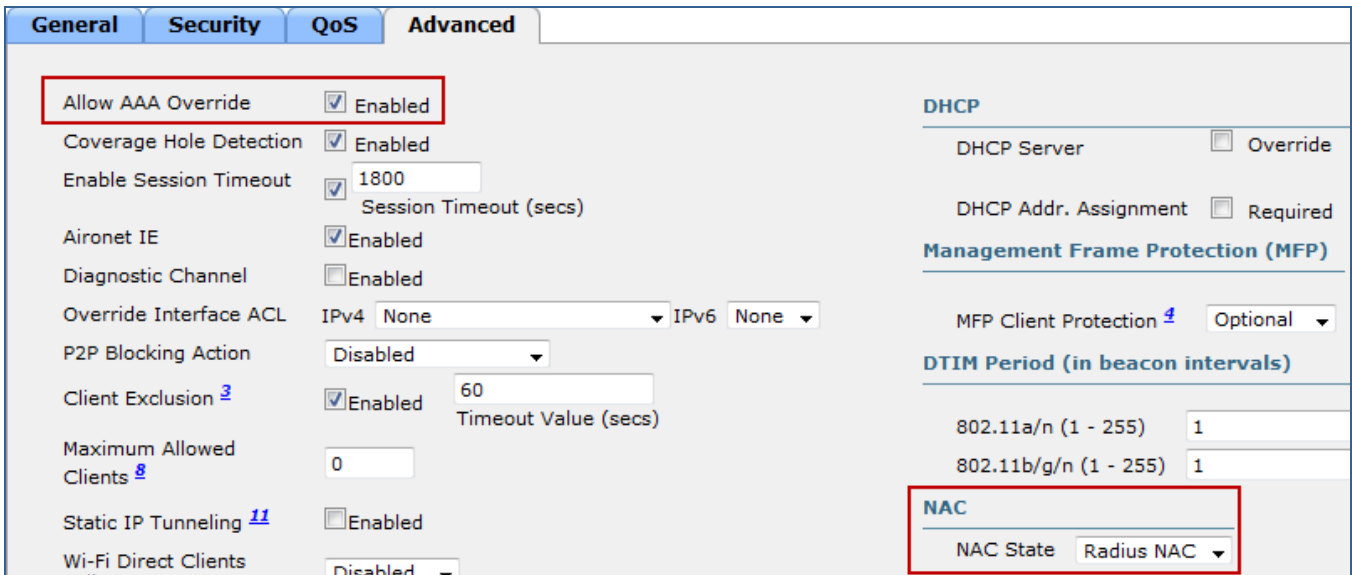 General Security QoS Advanced
Allow AAA Override Enabled
Coverage Hole Detection Enabled
Enable Session Timeout 1800
Session Timeout (secs)
Aironet IE Enabled
Diagnostic Channel Enabled
Override Interface ACL IPv4 None IPv6 None
P2P Blocking Action Disabled
Client Exclusion 3 Enabled 60
Timeout Value (secs)
Maximum Allowed
Clients 8 0
Static IP Tunneling 11 Enabled
Wi-Fi Direct Clients
Disabled
DHCP
DHCP Server Override
DHCP Addr. Assignment Required
Management Frame Protection (MFP)
MFP Client Protection 4 Optional
DTIM Period (in beacon intervals)
802.11a/n (1 - 255) 1
802.11b/g/n (1 - 255) 1
NAC
NAC State Radius NAC